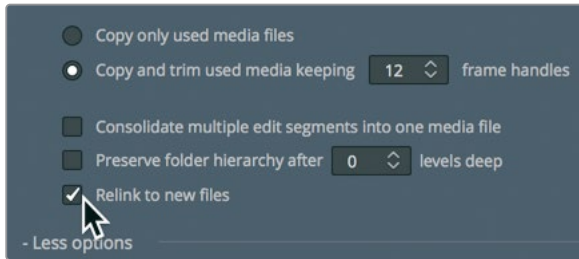 Copy only used media files
Copy and trim used media keeping 12 frame handles
Consolidate multiple edit segments into one media file
Preserve folder hierarchy after 0 levels deep
Relink to new files
- Less options